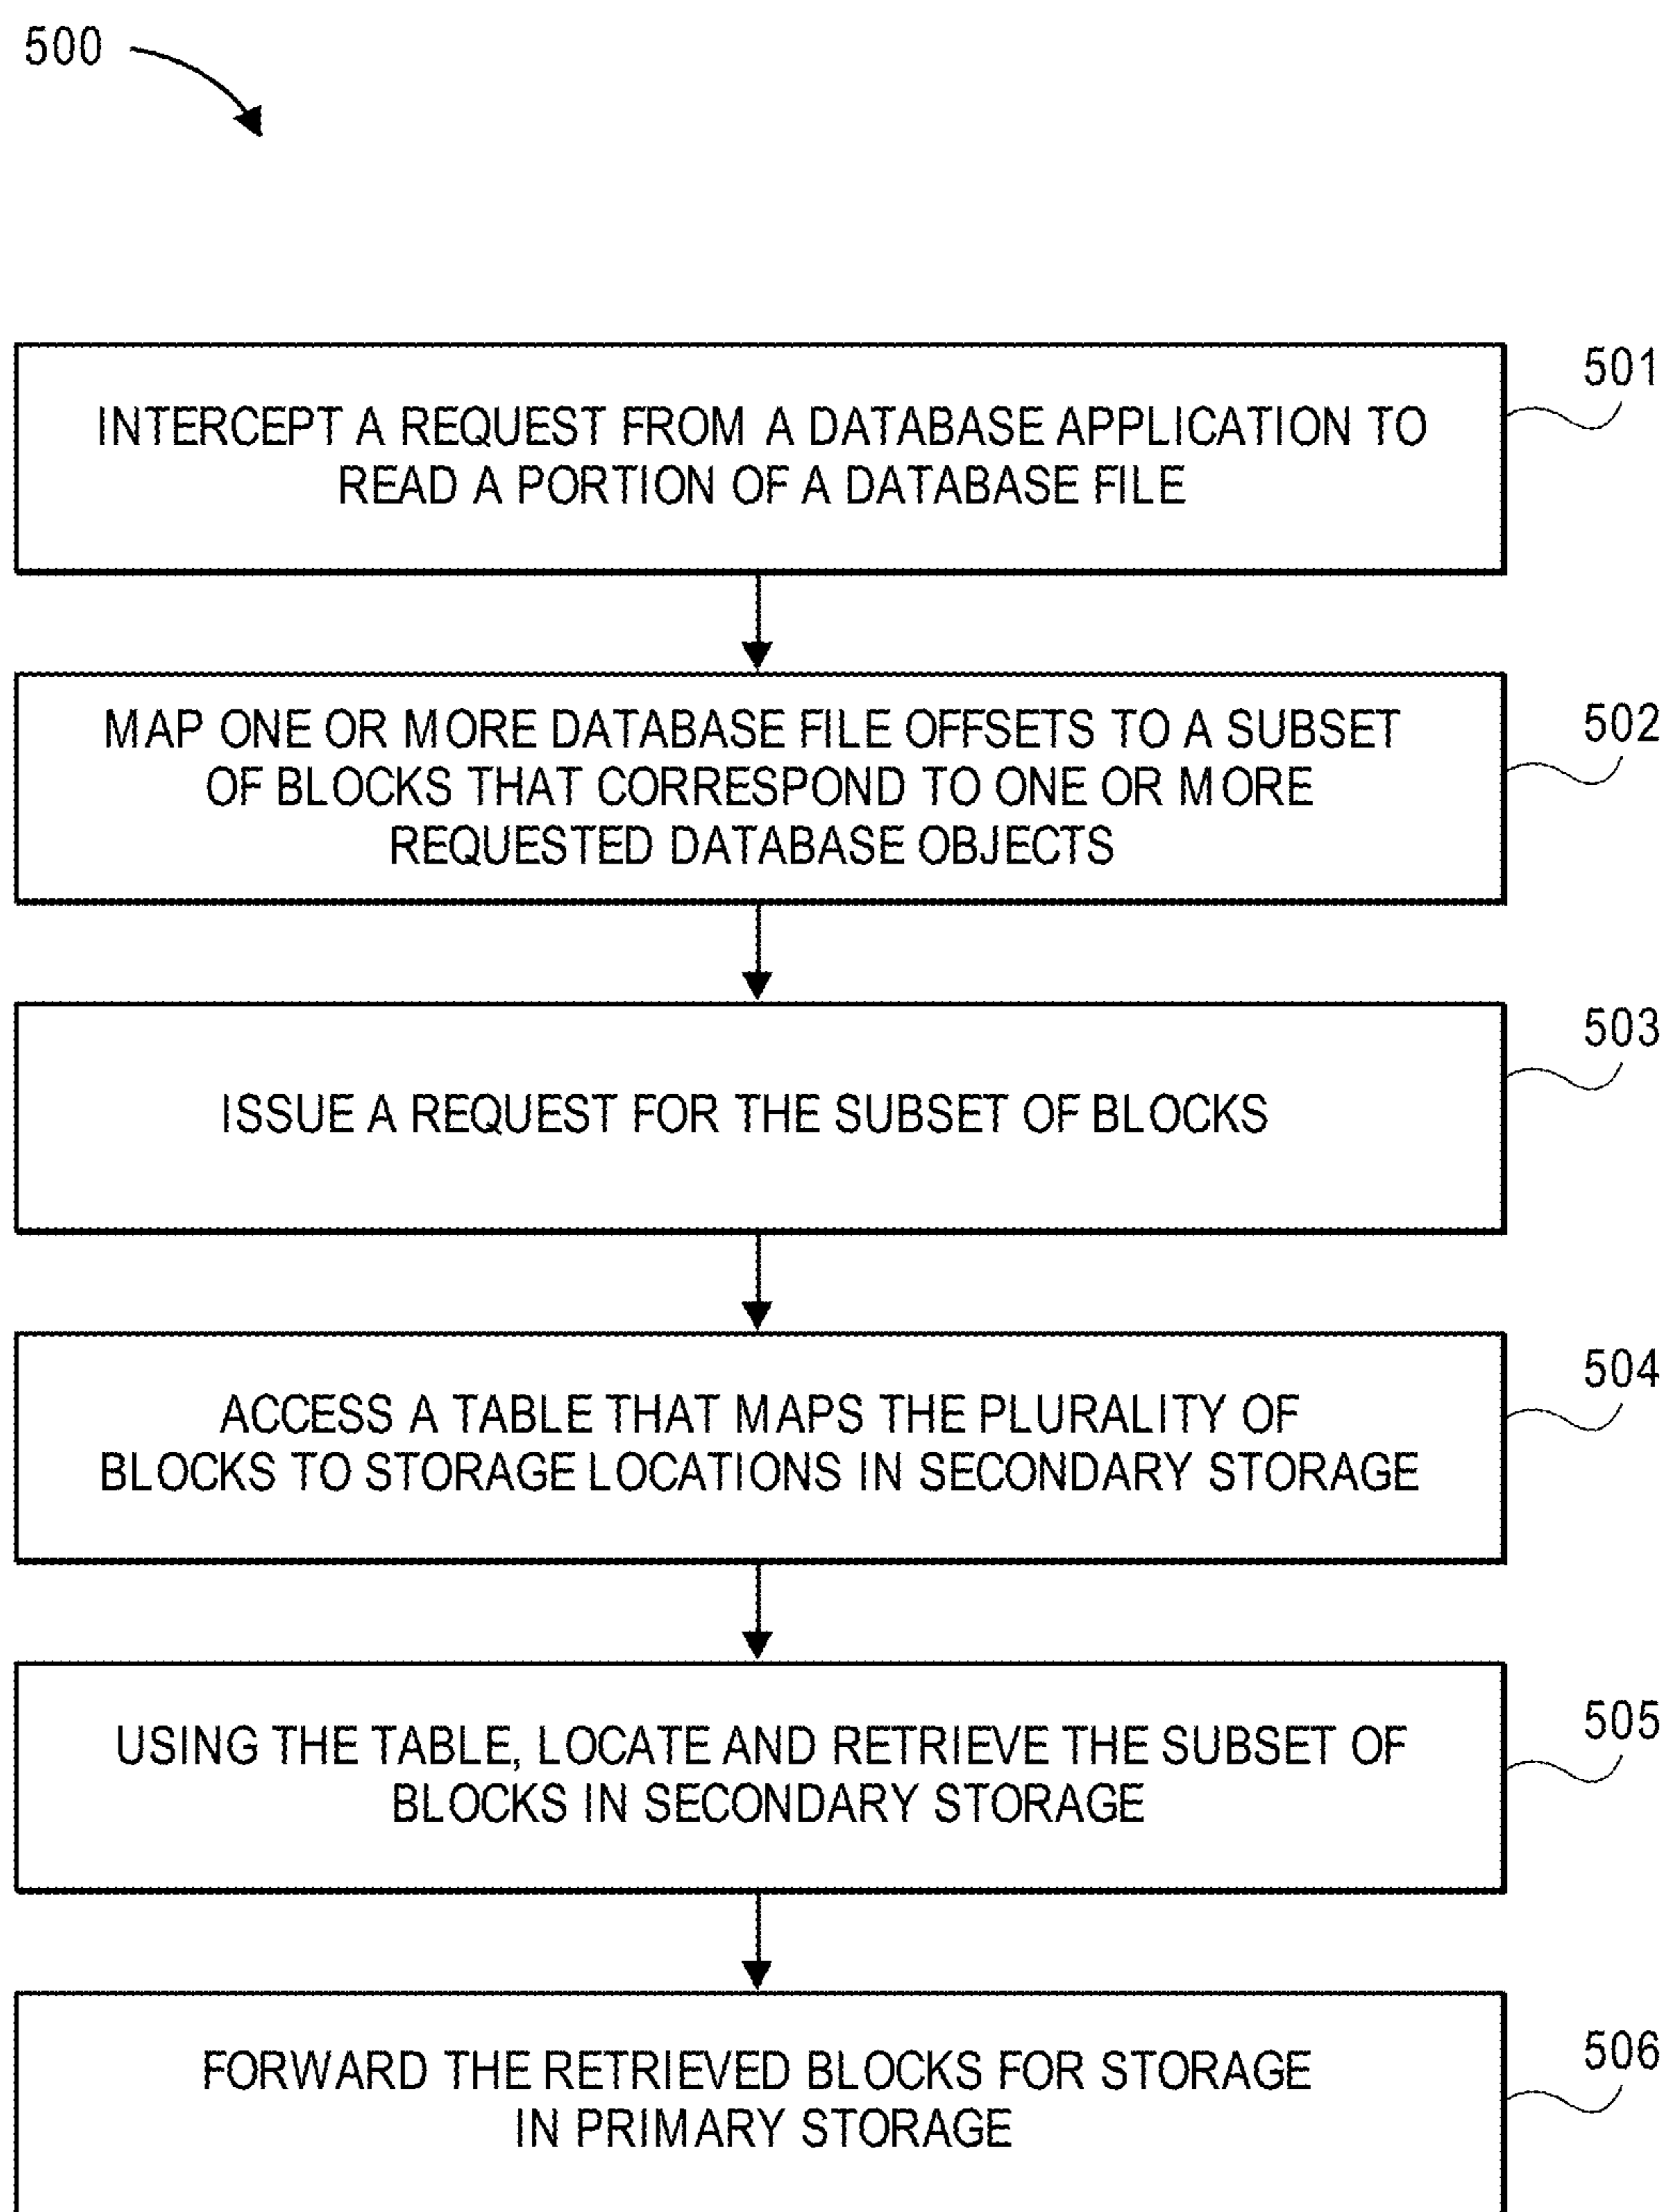 500
501
INTERCEPT A REQUEST FROM A DATABASE APPLICATION TO
READ A PORTION OF A DATABASE FILE
502
MAP ONE OR MORE DATABASE FILE OFFSETS TO A SUBSET
OF BLOCKS THAT CORRESPOND TO ONE OR MORE
REQUESTED DATABASE OBJECTS
503
ISSUE A REQUEST FOR THE SUBSET OF BLOCKS
504
ACCESS A TABLE THAT MAPS THE PLURALITY OF
BLOCKS TO STORAGE LOCATIONS IN SECONDARY STORAGE
505
USING THE TABLE, LOCATE AND RETRIEVE THE SUBSET OF
BLOCKS IN SECONDARY STORAGE
506
FORWARD THE RETRIEVED BLOCKS FOR STORAGE
IN PRIMARY STORAGE